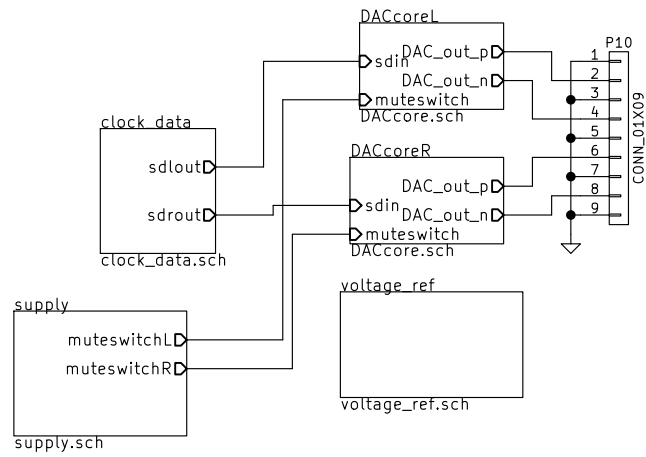 DACcoreL
sdin
DAC_out_p
DAC_out_n
muteswitch
DACcore.sch
P10
1
2
3
4
5
6
7
8
9
CONN_01X09
clock_data
sdlout
sdrout
clock_data.sch
DACcoreR
DAC_out_p
sdin
DAC_out_n
muteswitch
DACcore.sch
supply
muteswitchL
muteswitchR
supply.sch
voltage_ref
voltage_ref.sch